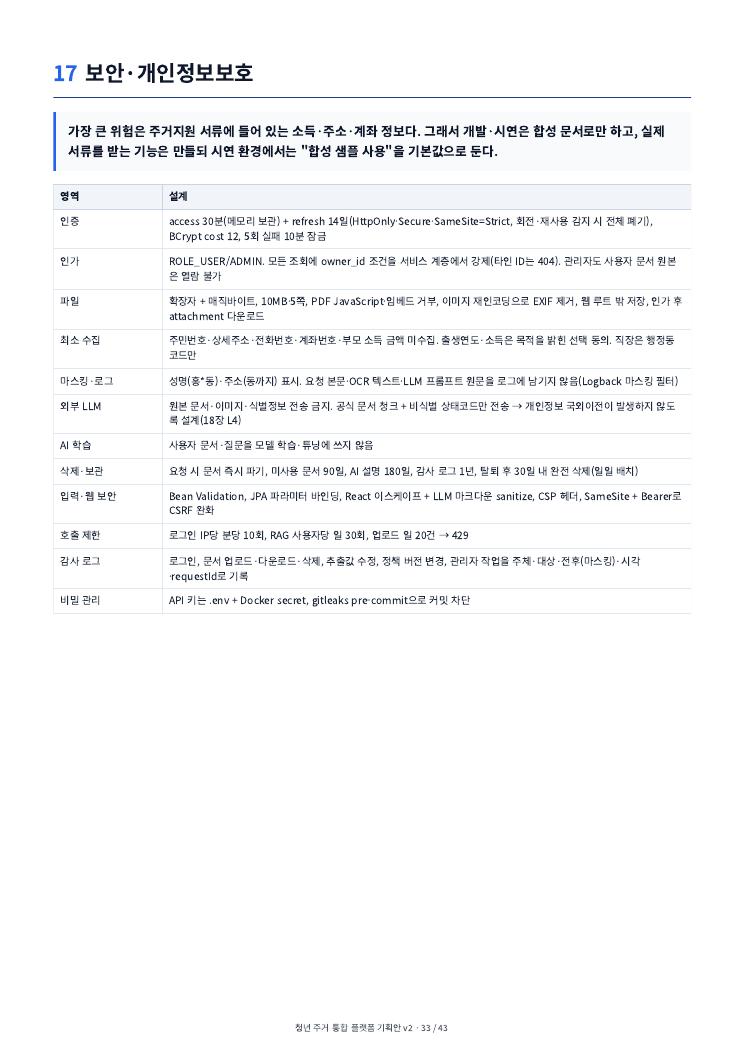 17 보안·개인정보보호
가장 큰 위험은 주거지원 서류에 들어 있는 소득·주소·계좌 정보다. 그래서 개발·시연은 합성 문서로만 하고, 실제
서류를 받는 기능은 만들되 시연 환경에서는 "합성 샘플 사용"을 기본값으로 둔다.
영역 설계
인증 access 30분(메모리 보관) + refresh 14일(HttpOnly·Secure·SameSite=Strict, 회전·재사용 감지 시 전체 폐기),
BCrypt cost 12, 5회 실패 10분 잠금
인가 ROLE_USER/ADMIN. 모든 조회에 owner_id 조건을 서비스 계층에서 강제(타인 ID는 404). 관리자도 사용자 문서 원본
은 열람 불가
파일 확장자 + 매직바이트, 10MB·5쪽, PDF JavaScript·임베드 거부, 이미지 재인코딩으로 EXIF 제거, 웹 루트 밖 저장, 인가 후
attachment 다운로드
최소 수집 주민번호·상세주소·전화번호·계좌번호·부모 소득 금액 미수집. 출생연도·소득은 목적을 밝힌 선택 동의. 직장은 행정동
코드만
마스킹·로그 성명(홍*동)·주소(동까지) 표시. 요청 본문·OCR 텍스트·LLM 프롬프트 원문을 로그에 남기지 않음(Logback 마스킹 필터)
외부 LLM 원본 문서·이미지·식별정보 전송 금지. 공식 문서 청크 + 비식별 상태코드만 전송 → 개인정보 국외이전이 발생하지 않도
록 설계(18장 L4)
AI 학습 사용자 문서·질문을 모델 학습·튜닝에 쓰지 않음
삭제·보관 요청 시 문서 즉시 파기, 미사용 문서 90일, AI 설명 180일, 감사 로그 1년, 탈퇴 후 30일 내 완전 삭제(일일 배치)
입력·웹 보안 Bean Validation, JPA 파라미터 바인딩, React 이스케이프 + LLM 마크다운 sanitize, CSP 헤더, SameSite + Bearer로
CSRF 완화
호출 제한 로그인 IP당 분당 10회, RAG 사용자당 일 30회, 업로드 일 20건 → 429
감사 로그 로그인, 문서 업로드·다운로드·삭제, 추출값 수정, 정책 버전 변경, 관리자 작업을 주체·대상·전후(마스킹)·시각
·requestId로 기록
비밀 관리 API 키는 .env + Docker secret, gitleaks pre-commit으로 커밋 차단
청년 주거 통합 플랫폼 기획안 v2 · 33 / 43